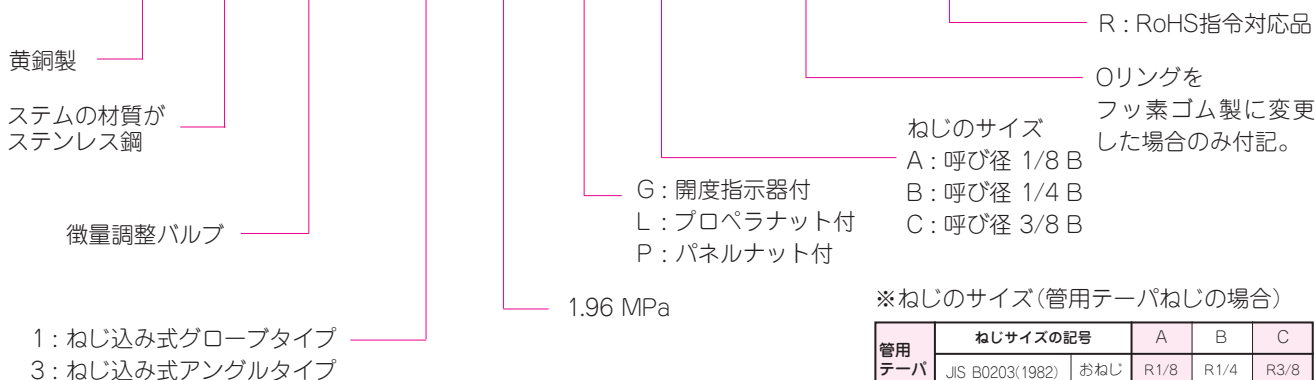 R : RoHS指令対応品
黄銅製
Oリングを
フッ素ゴム製に変更
した場合のみ付記。
ステムの材質が
ステンレス鋼
ねじのサイズ
A : 呼び径 1/8 B
B : 呼び径 1/4 B
C : 呼び径 3/8 B
G : 開度指示器付
L : プロペラナット付
P : パネルナット付
微量調整バルブ
1.96 MPa
1 : ねじ込み式グローブタイプ
3 : ねじ込み式アングルタイプ
※ねじのサイズ(管用テーパねじの場合)
管用
テーパ
ねじサイズの記号 A B C
JIS B0203(1982) おねじ R1/8 R1/4 R3/8